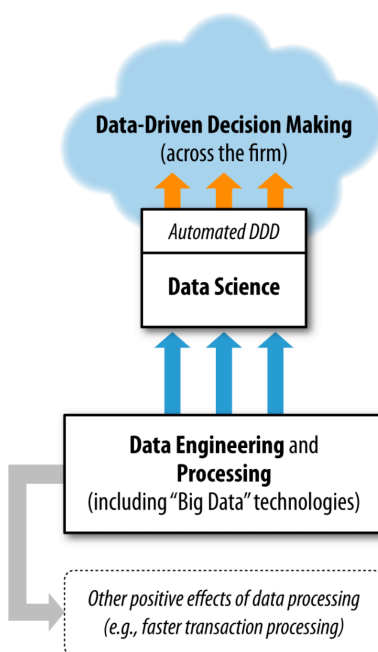 Data-Driven Decision Making
(across the firm)
Automated DDD
Data Science
Data Engineering and
Processing
(including “Big Data” technologies)
Other positive effects of data processing
(e.g., faster transaction processing)